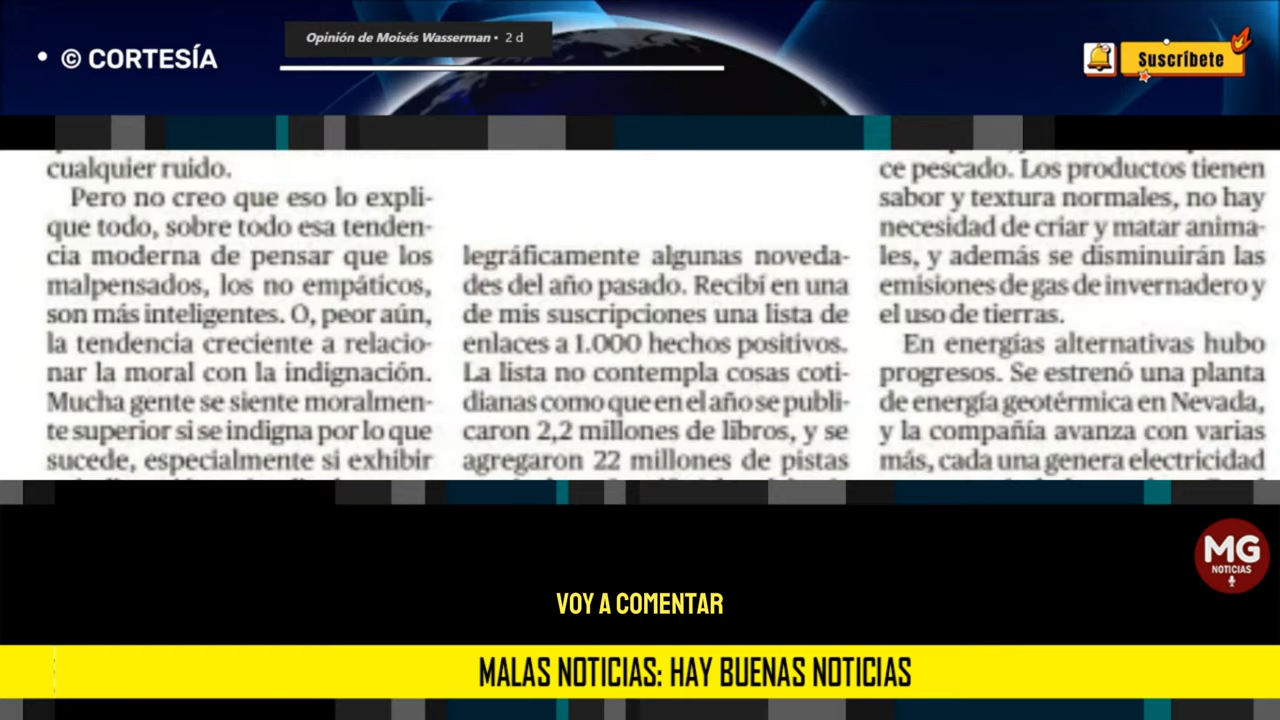 • © CORTESÍA
Opinión de Moisés Wasserman • 2 d
Suscríbete
cualquier ruido.
Pero no creo que eso lo expli-
que todo, sobre todo esa tenden-
cia moderna de pensar que los
malpensados, los no empáticos,
son más inteligentes. O, peor aún,
la tendencia creciente a relacio-
nar la moral con la indignación.
Mucha gente se siente moralmen-
te superior si se indigna por lo que
sucede, especialmente si exhibir
legráficamente algunas noveda-
des del año pasado. Recibí en una
de mis suscripciones una lista de
enlaces a 1.000 hechos positivos.
La lista no contempla cosas coti-
dianas como que en el año se publi-
caron 2,2 millones de libros, y se
agregaron 22 millones de pistas
ce pescado. Los productos tienen
sabor y textura normales, no hay
necesidad de criar y matar anima-
les, y además se disminuirán las
emisiones de gas de invernadero y
el uso de tierras.
En energías alternativas hubo
progresos. Se estrenó una planta
de energía geotérmica en Nevada,
y la compañía avanza con varias
más, cada una genera electricidad
MG
NOTICIAS
VOY A COMENTAR
MALAS NOTICIAS: HAY BUENAS NOTICIAS